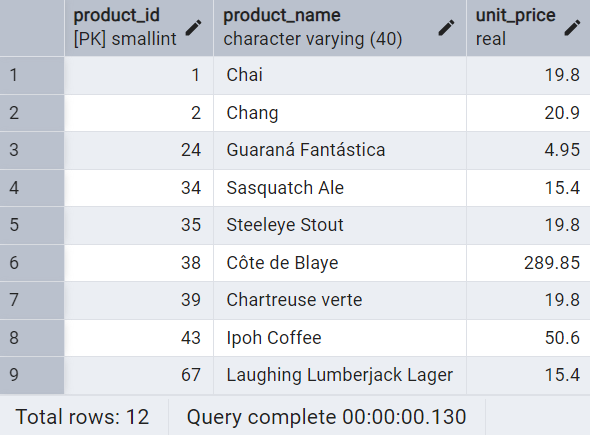 product_id product_name unit_price
[PK] smallint character varying (40) real
1 1 Chai 19.8
2 2 Chang 20.9
3 24 Guaraná Fantástica 4.95
4 34 Sasquatch Ale 15.4
5 35 Steeleye Stout 19.8
6 38 Côte de Blaye 289.85
7 39 Chartreuse verte 19.8
8 43 Ipoh Coffee 50.6
9 67 Laughing Lumberjack Lager 15.4
Total rows: 12 Query complete 00:00:00.130